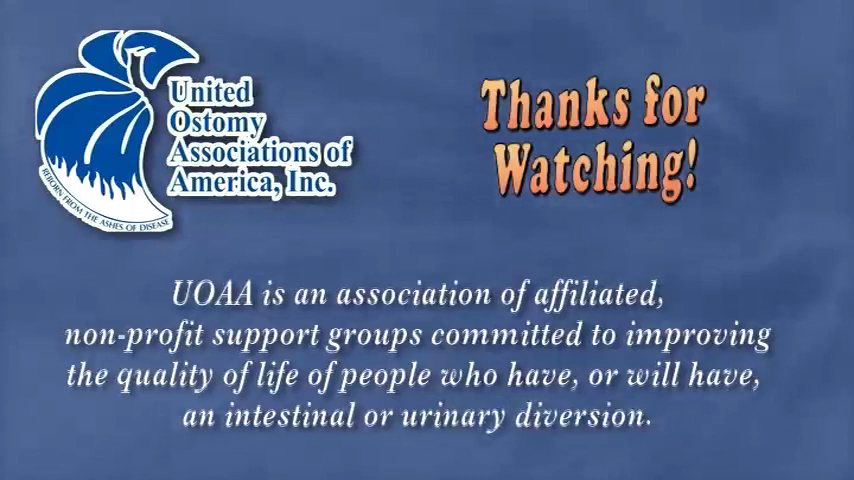 United
Ostomy
Associations of
America, Inc.
REBORN FROM THE ASHES OF DISEASE
Thanks for
Watching!
UOAA is an association of affiliated,
non-profit support groups committed to improving
the quality of life of people who have, or will have,
an intestinal or urinary diversion.